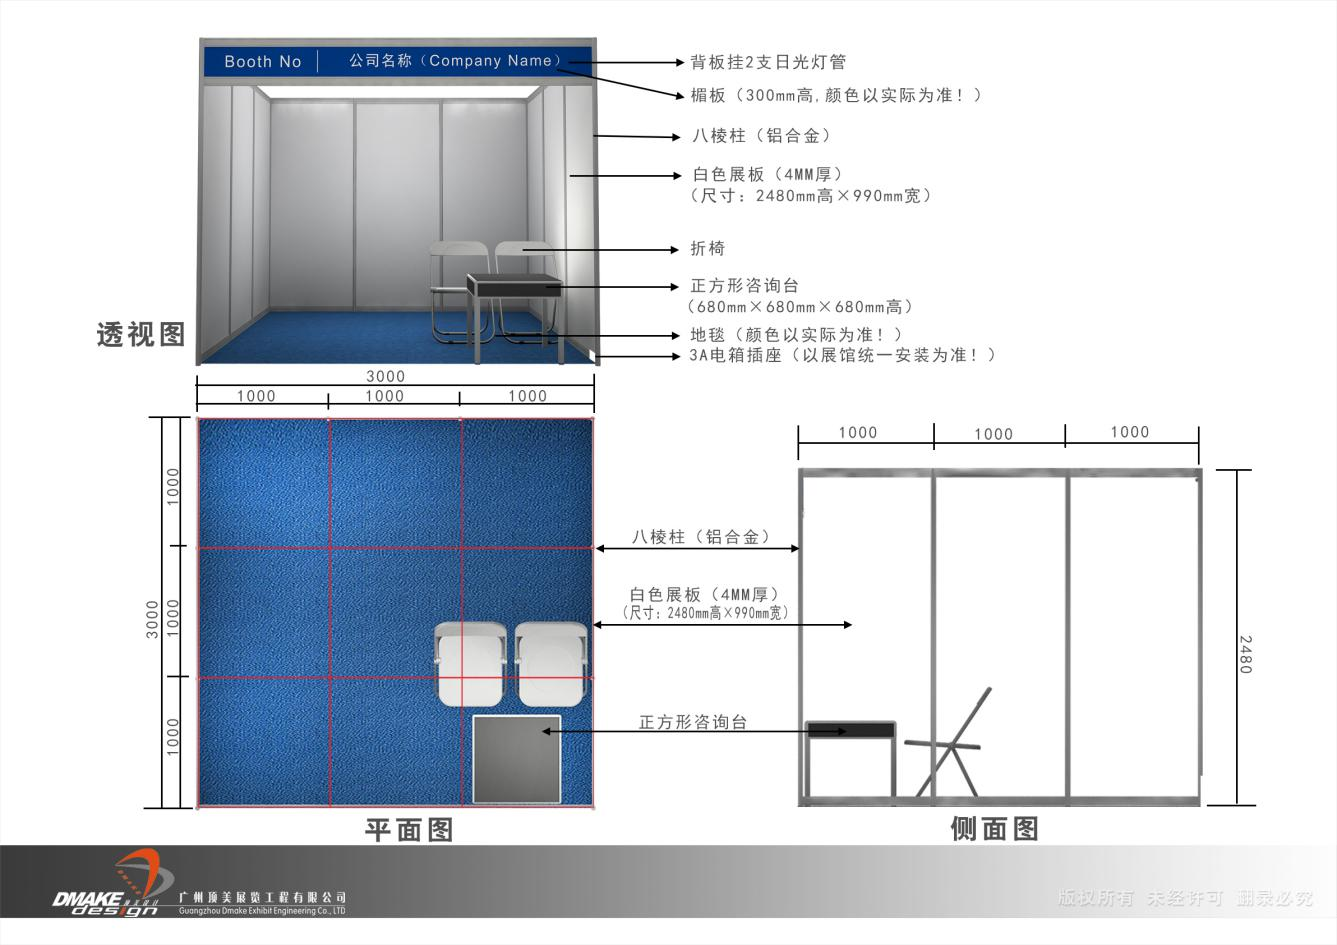 Booth No
公司名称（Company Name）
背板挂2支日光灯管
楣板（300mm高,颜色以实际为准！）
八棱柱（铝合金）
白色展板（4MM厚）
（尺寸：2480mm高×990mm宽）
折椅
正方形咨询台
（680mm×680mm×680mm高）
地毯（颜色以实际为准！）
3A电箱插座（以展馆统一安装为准！）
透视图
3000
1000 1000 1000
1000
1000
1000
3000
八棱柱（铝合金）
白色展板（4MM厚）
（尺寸：2480mm高×990mm宽）
正方形咨询台
平面图
1000 1000 1000
2480
侧面图
DMAKE
design
广州顶美展览工程有限公司
Guangzhou Dmake Exhibit Engineering Co., LTD
版权所有 未经许可 翻录必究